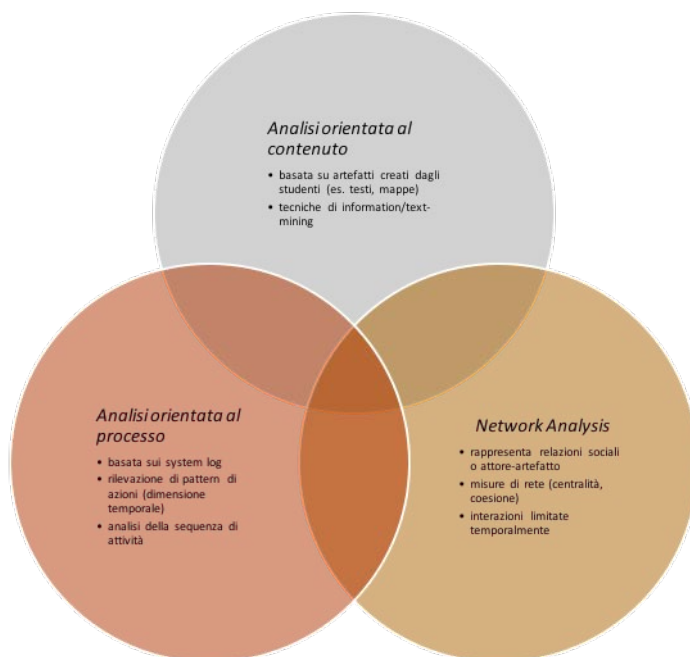 Analisi orientata al
contenuto
• basata su artefatti creati dagli
studenti (es. testi, mappe)
• tecniche di information/text-
mining
Analisi orientata al
processo
• basata sui system log
• rilevazione di pattern di
azioni (dimensione
temporale)
• analisi della sequenza di
attività
Network Analysis
• rappresenta relazioni sociali
o attore-artefatto
• misure di rete (centralità,
coesione)
• interazioni limitate
temporalmente